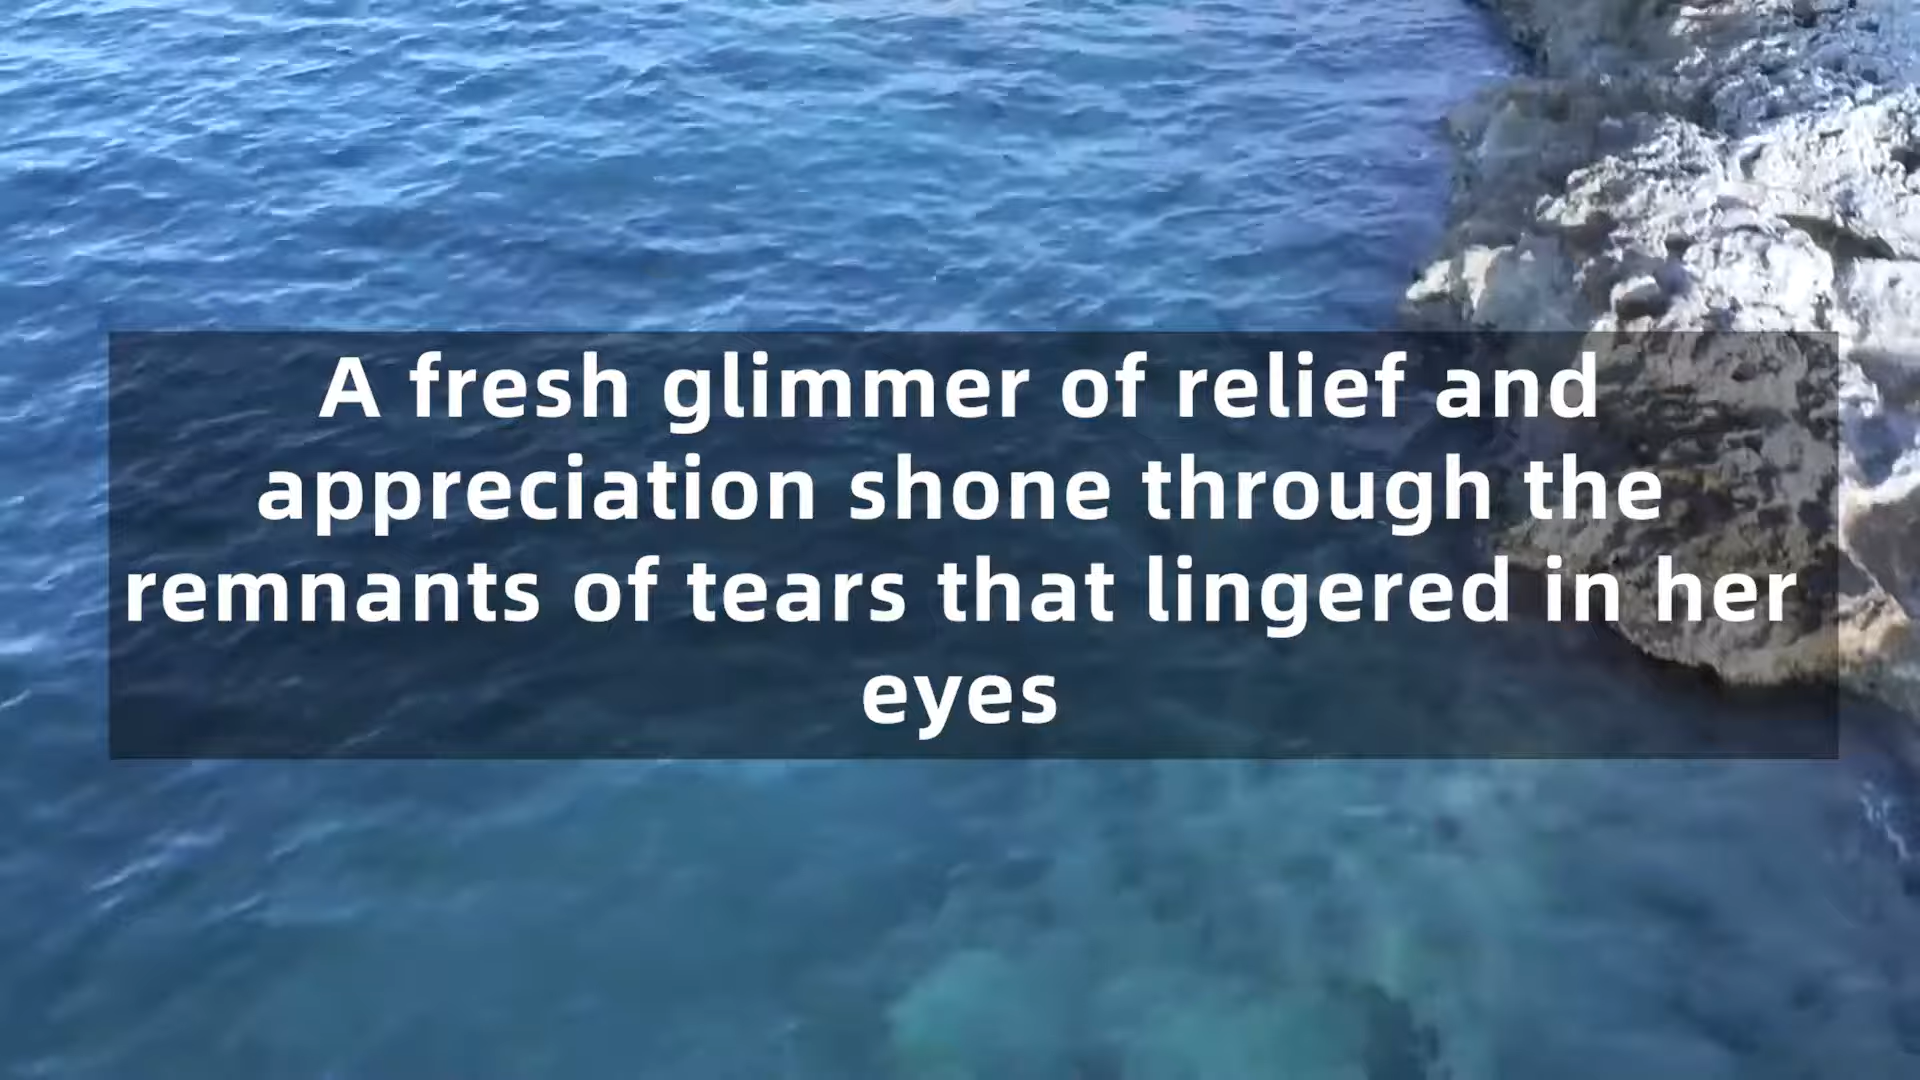 A fresh glimmer of relief and
appreciation shone through the
remnants of tears that lingered in her
eyes